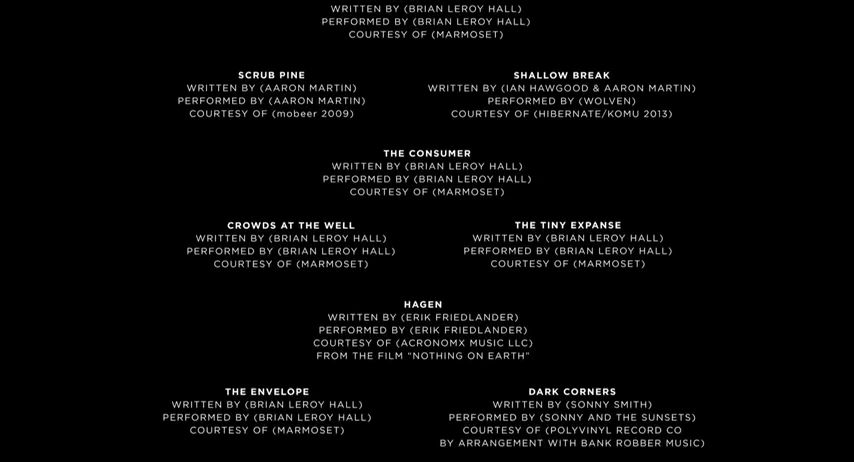 WRITTEN BY (BRIAN LEROY HALL)
PERFORMED BY (BRIAN LEROY HALL)
COURTESY OF (MARMOSET)
SCRUB PINE
WRITTEN BY (AARON MARTIN)
PERFORMED BY (AARON MARTIN)
COURTESY OF (mobeer 2009)
SHALLOW BREAK
WRITTEN BY (IAN HAWGOOD & AARON MARTIN)
PERFORMED BY (WOLVEN)
COURTESY OF (HIBERNATE/KOMU 2013)
THE CONSUMER
WRITTEN BY (BRIAN LEROY HALL)
PERFORMED BY (BRIAN LEROY HALL)
COURTESY OF (MARMOSET)
CROWDS AT THE WELL
WRITTEN BY (BRIAN LEROY HALL)
PERFORMED BY (BRIAN LEROY HALL)
COURTESY OF (MARMOSET)
THE TINY EXPANSE
WRITTEN BY (BRIAN LEROY HALL)
PERFORMED BY (BRIAN LEROY HALL)
COURTESY OF (MARMOSET)
HAGEN
WRITTEN BY (ERIK FRIEDLANDER)
PERFORMED BY (ERIK FRIEDLANDER)
COURTESY OF (ACRONOMX MUSIC LLC)
FROM THE FILM “NOTHING ON EARTH”
THE ENVELOPE
WRITTEN BY (BRIAN LEROY HALL)
PERFORMED BY (BRIAN LEROY HALL)
COURTESY OF (MARMOSET)
DARK CORNERS
WRITTEN BY (SONNY SMITH)
PERFORMED BY (SONNY AND THE SUNSETS)
COURTESY OF (POLYVINYL RECORD CO
BY ARRANGEMENT WITH BANK ROBBER MUSIC)